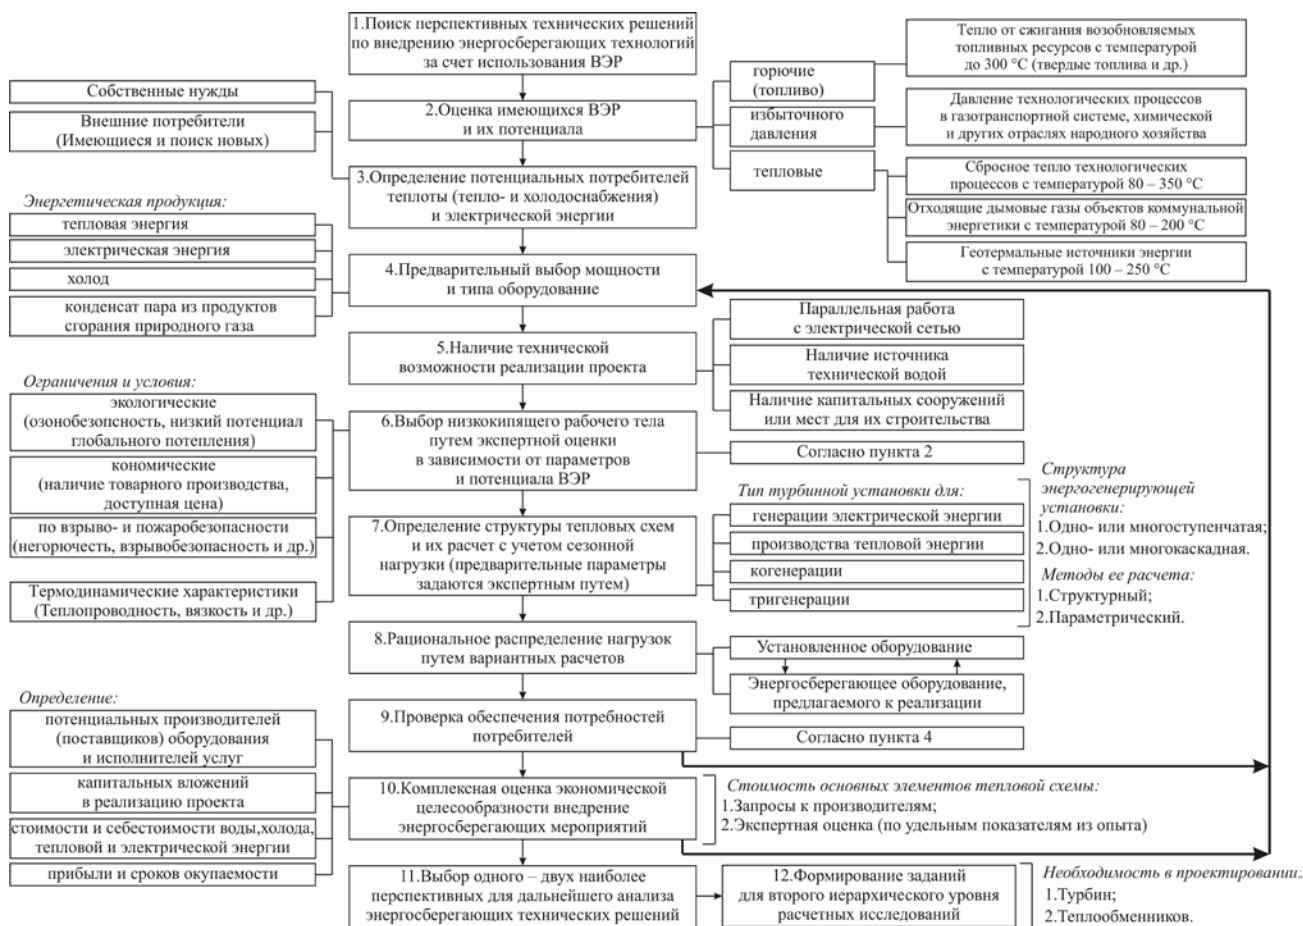 1.Поиск перспективных технических решений
по внедрению энергосберегающих технологий
за счет использования ВЭР
2.Оценка имеющихся ВЭР
и их потенциала
горючие
(топливо)
избыточного
давления
тепловые
Тепло от сжигания возобновляемых
топливных ресурсов с температурой
до 300 °С (твердые топлива и др.)
Давление технологических процессов
в газотранспортной системе, химической
и других отраслях народного хозяйства
Сбросное тепло технологических
процессов с температурой 80 – 350 °С
Отходящие дымовые газы объектов коммунальной
энергетики с температурой 80 – 200 °С
Геотермальные источники энергии
с температурой 100 – 250 °С
Собственные нужды
Внешние потребители
(Имеющиеся и поиск новых)
3.Определение потенциальных потребителей
теплоты (тепло- и холодоснабжения)
и электрической энергии
Энергетическая продукция:
тепловая энергия
электрическая энергия
холод
конденсат пара из продуктов
сгорания природного газа
4.Предварительный выбор мощности
и типа оборудование
5.Наличие технической
возможности реализации проекта
Параллельная работа
с электрической сетью
Наличие источника
технической водой
Наличие капитальных сооружений
или мест для их строительства
Ограничения и условия:
экологические
(озонобезопсность, низкий потенциал
глобального потепления)
кономические
(наличие товарного производства,
доступная цена)
по взрыво- и пожаробезопасности
(негорючесть, взрывобезопасность и др.)
Термодинамические характеристики
(Теплопроводность, вязкость и др.)
6.Выбор низкокипящего рабочего тела
путем экспертной оценки
в зависимости от параметров
и потенциала ВЭР
Согласно пункта 2
7.Определение структуры тепловых схем
и их расчет с учетом сезонной
нагрузки (предварительные параметры
задаются экспертным путем)
Тип турбинной установки для:
генерации электрической энергии
производства тепловой энергии
когенерации
тригенерации
Структура
энергогенерирующей
установки:
1.Одно- или многоступенчатая;
2.Одно- или многокаскадная.
Методы ее расчета:
1.Структурный;
2.Параметрический.
8.Рациональное распределение нагрузок
путем вариантных расчетов
Установленное оборудование
Энергосберегающее оборудование,
предлагаемого к реализации
9.Проверка обеспечения потребностей
потребителей
Согласно пункта 4
Определение:
потенциальных производителей
(поставщиков) оборудования
и исполнителей услуг
капитальных вложений
в реализацию проекта
стоимости и себестоимости воды,холода,
тепловой и электрической энергии
прибыли и сроков окупаемости
10.Комплексная оценка экономической
целесообразности внедрение
энергосберегающих мероприятий
Стоимость основных элементов тепловой схемы:
1.Запросы к производителям;
2.Экспертная оценка (по удельным показателям из опыта)
11.Выбор одного – двух наиболее
перспективных для дальнейшего анализа
энергосберегающих технических решений
12.Формирование заданий
для второго иерархического уровня
расчетных исследований
Необходимость в проектировании:
1.Турбин;
2.Теплообменников.